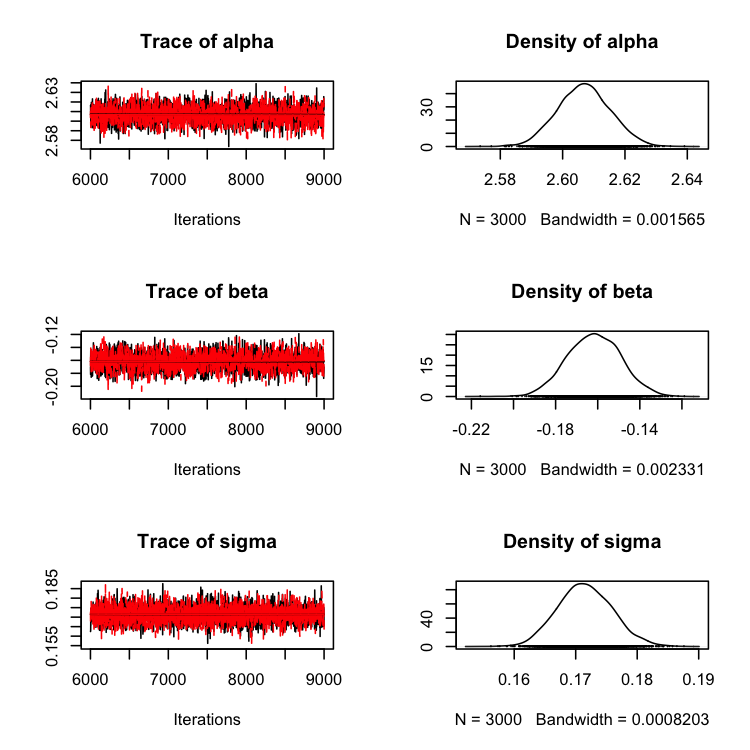 Trace of alpha
2.58 2.63
6000 7000 8000 9000
Iterations
Density of alpha
0 30
2.58 2.60 2.62 2.64
N = 3000 Bandwidth = 0.001565
Trace of beta
-0.20 -0.12
6000 7000 8000 9000
Iterations
Density of beta
0 15
-0.22 -0.18 -0.14
N = 3000 Bandwidth = 0.002331
Trace of sigma
0.155 0.185
6000 7000 8000 9000
Iterations
Density of sigma
0 40
0.16 0.17 0.18 0.19
N = 3000 Bandwidth = 0.0008203